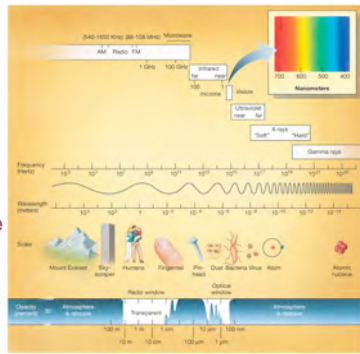 (540-1650 KHz) (88-108 MHz) Microwave
AM Radio FM
1 GHz 100 GHz
Infrared
far near
100 1
microns
Visible
700 600 500 400
Nanometers
Ultraviolet
near far
X rays
"Soft" "Hard"
Gamma rays
Frequency
(Hertz)
Wavelength
(meters)
Scale
Mount Everest
Sky-
scraper
Humans
Fingernail
Pin-
head
Dust
Bacteria
Virus
Atom
Atomic
nucleus
Radio window
Optical
window
Opacity
(percent)
Atmosphere
is opaque
Transparent
Atmosphere
is opaque
100 m 1 m 1 cm 10 μm 100 nm
10 m 10 cm 100 μm 1 μm
e